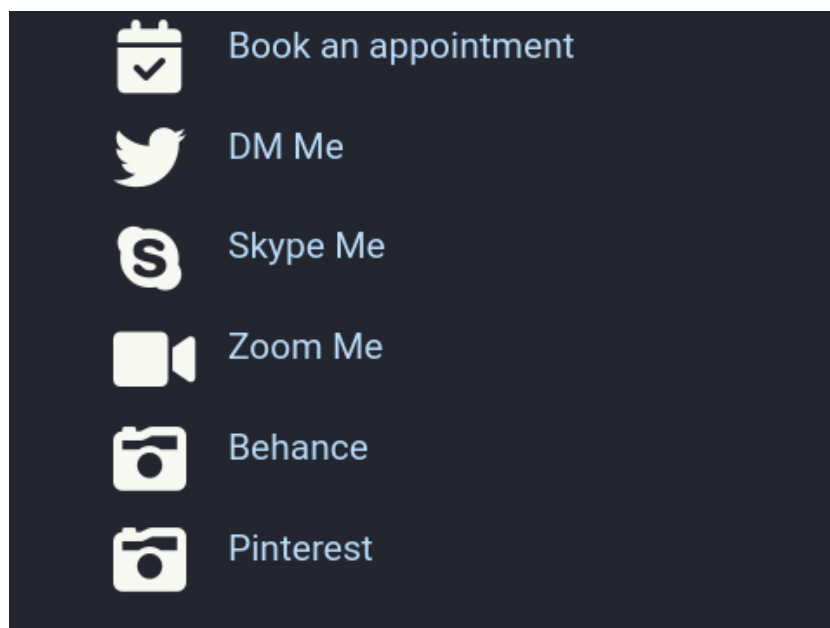 Book an appointment
DM Me
Skype Me
Zoom Me
Behance
Pinterest